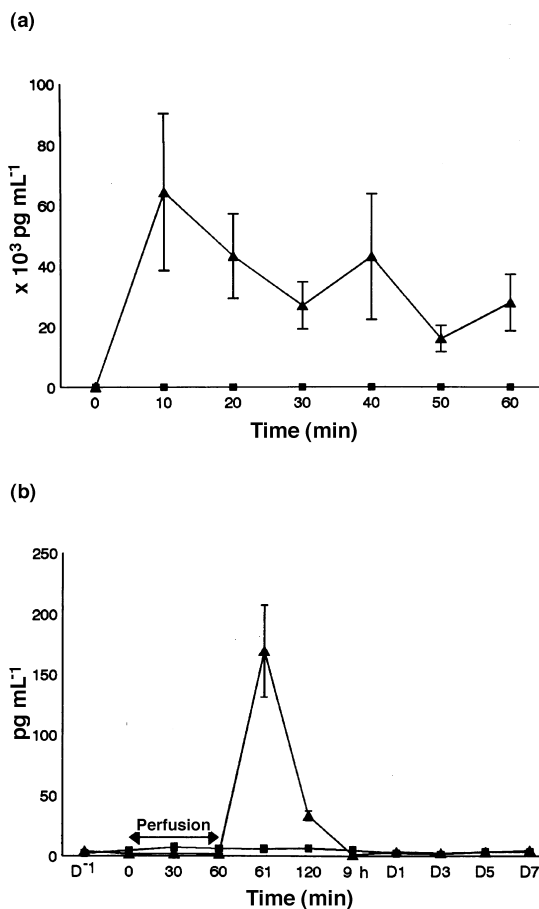 (a)
100
80
60
40
20
0
x 10³ pg mL⁻¹
0 10 20 30 40 50 60
Time (min)
(b)
250
200
150
100
50
0
pg mL⁻¹
Perfusion
D⁻¹ 0 30 60 61 120 9 h D1 D3 D5 D7
Time (min)